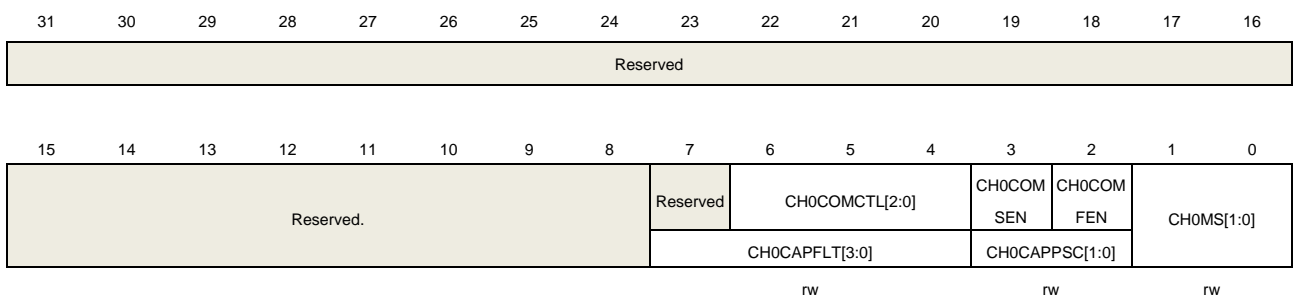 31 30 29 28 27 26 25 24 23 22 21 20 19 18 17 16
Reserved
15 14 13 12 11 10 9 8 7 6 5 4 3 2 1 0
Reserved.
Reserved
CH0COMCTL[2:0]
CH0COM
SEN
CH0COM
FEN
CH0MS[1:0]
CH0CAPFLT[3:0]
CH0CAPPSC[1:0]
rw rw rw